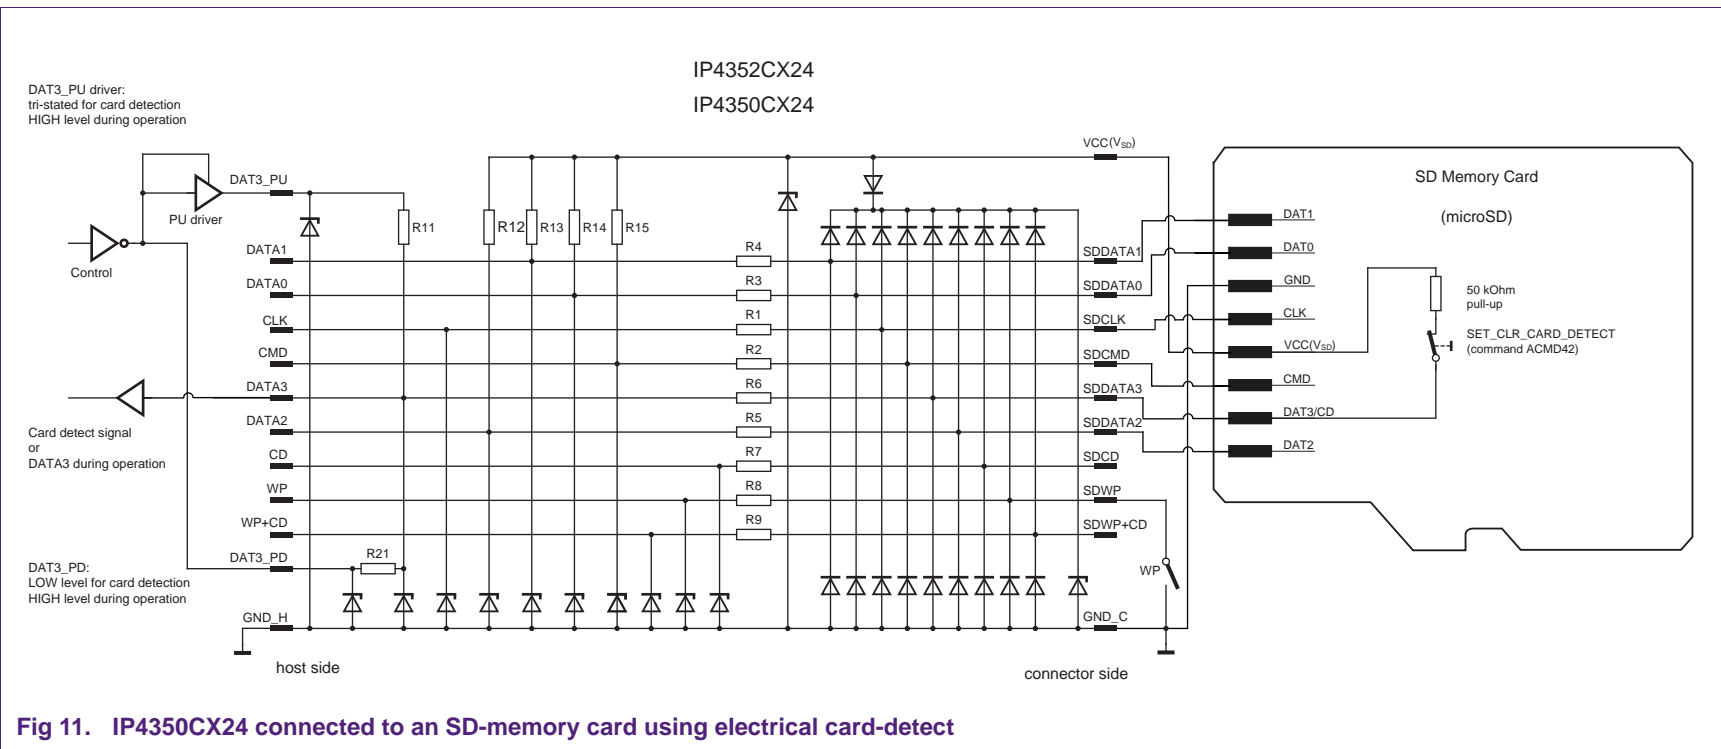 IP4352CX24
IP4350CX24
DAT3_PU driver:
tri-stated for card detection
HIGH level during operation
DAT3_PU
PU driver
Control
Card detect signal
or
DATA3 during operation
DAT3_PD:
LOW level for card detection
HIGH level during operation
DATA1
DATA0
CLK
CMD
DATA3
DATA2
CD
WP
WP+CD
DAT3_PD
GND_H
host side
R11
R12
R13
R14
R15
R21
R4
R3
R1
R2
R6
R5
R7
R8
R9
VCC(VSD)
SDDATA1
SDDATA0
SDCLK
SDCMD
SDDATA3
SDDATA2
SDCD
SDWP
SDWP+CD
GND_C
WP
connector side
SD Memory Card
(microSD)
DAT1
DAT0
GND
CLK
VCC(VSD)
CMD
DAT3/CD
DAT2
50 kOhm
pull-up
SET_CLR_CARD_DETECT
(command ACMD42)
Fig 11. IP4350CX24 connected to an SD-memory card using electrical card-detect